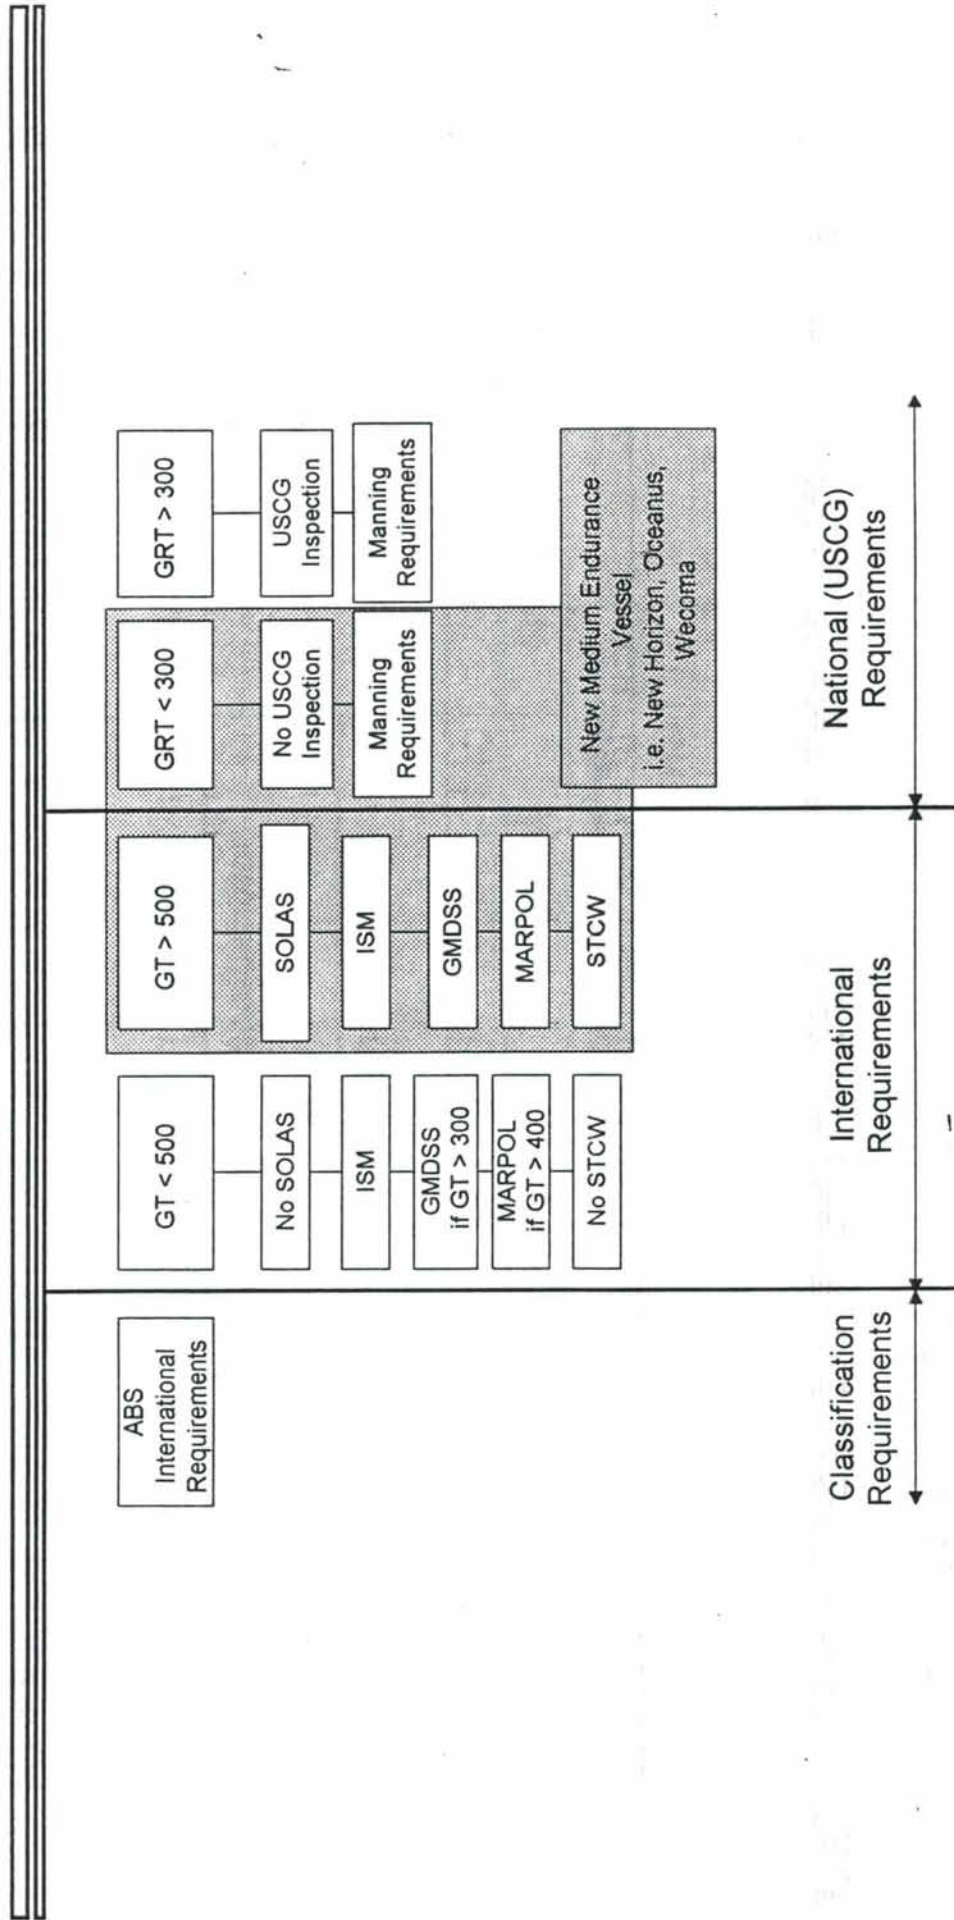 ABS
International
Requirements
GT < 500
No SOLAS
ISM
GMDSS
if GT > 300
MARPOL
if GT > 400
No STCW
GT > 500
SOLAS
ISM
GMDSS
MARPOL
STCW
GRT < 300
No USCG
Inspection
Manning
Requirements
GRT > 300
USCG
Inspection
Manning
Requirements
New Medium Endurance
Vessel
i.e. New Horizon, Oceanus,
Wecoma
Classification
Requirements
International
Requirements
National (USCG)
Requirements